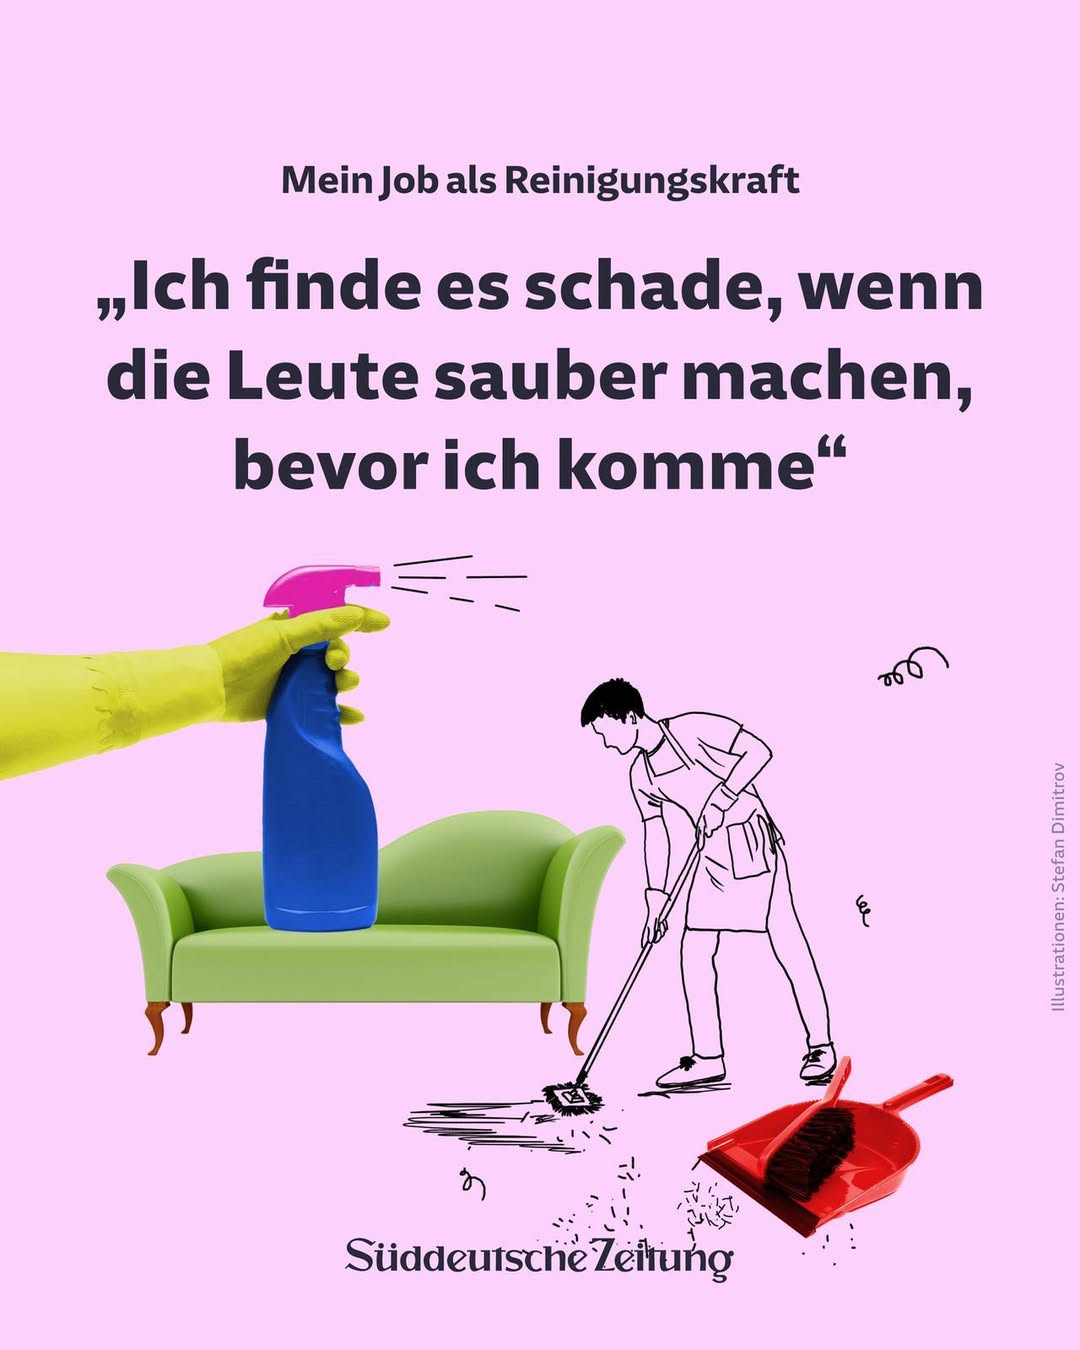 Mein Job als Reinigungskraft
„Ich finde es schade, wenn
die Leute sauber machen,
bevor ich komme“
Illustrationen: Stefan Dimitrov
Süddeutsche Zeitung